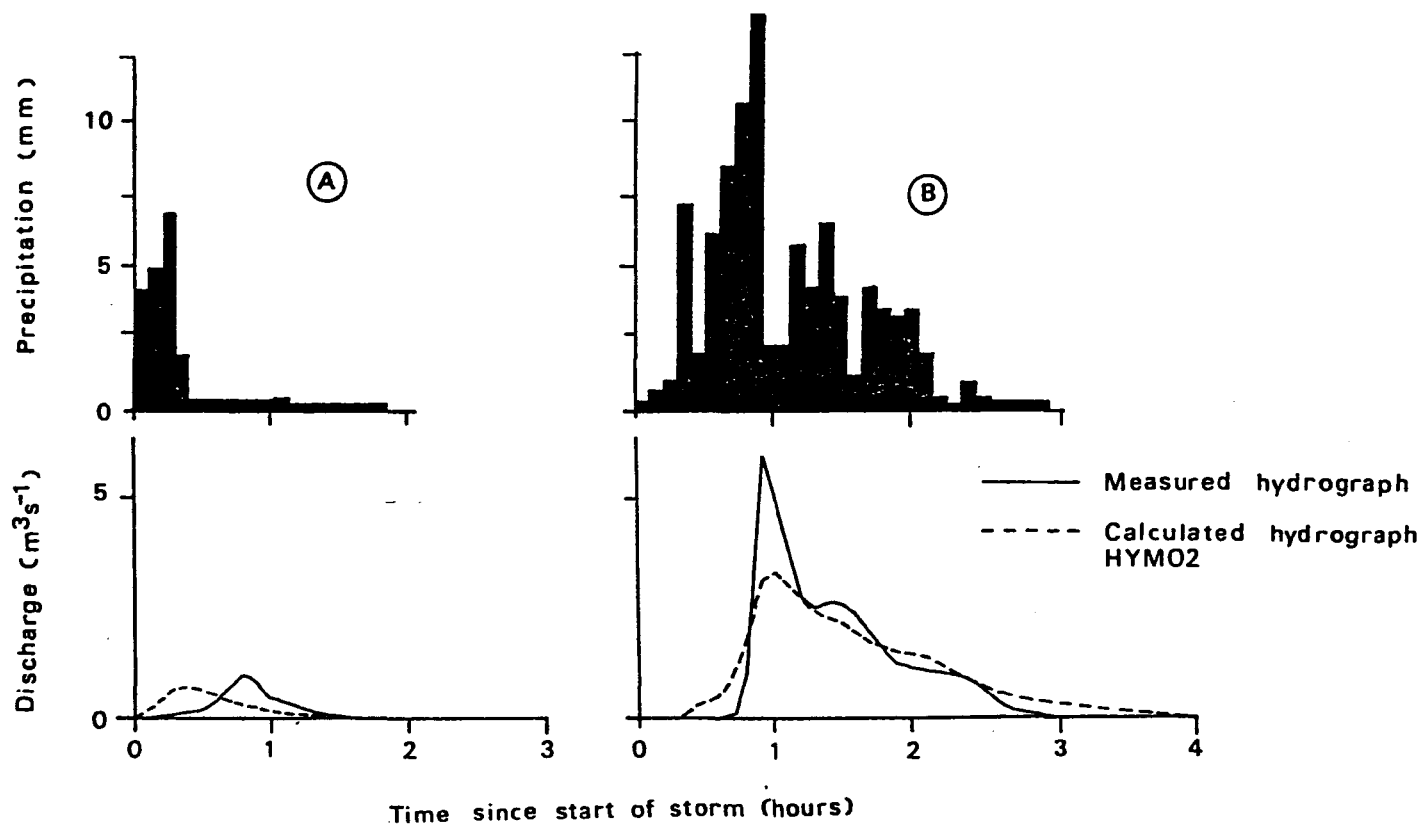 Precipitation (mm)
10
5
0
A
B
Discharge (m³s⁻¹)
5
0
Measured hydrograph
Calculated hydrograph
HYMO2
0 1 2 3
0 1 2 3 4
Time since start of storm (hours)